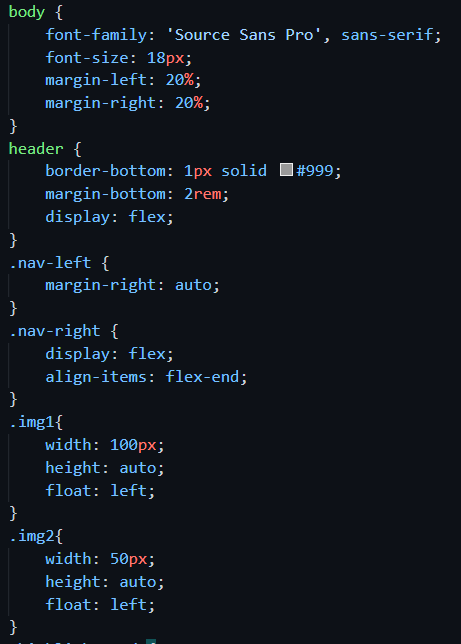 body {
    font-family: 'Source Sans Pro', sans-serif;
    font-size: 18px;
    margin-left: 20%;
    margin-right: 20%;
}
header {
    border-bottom: 1px solid #999;
    margin-bottom: 2rem;
    display: flex;
}
.nav-left {
    margin-right: auto;
}
.nav-right {
    display: flex;
    align-items: flex-end;
}
.img1{
    width: 100px;
    height: auto;
    float: left;
}
.img2{
    width: 50px;
    height: auto;
    float: left;
}